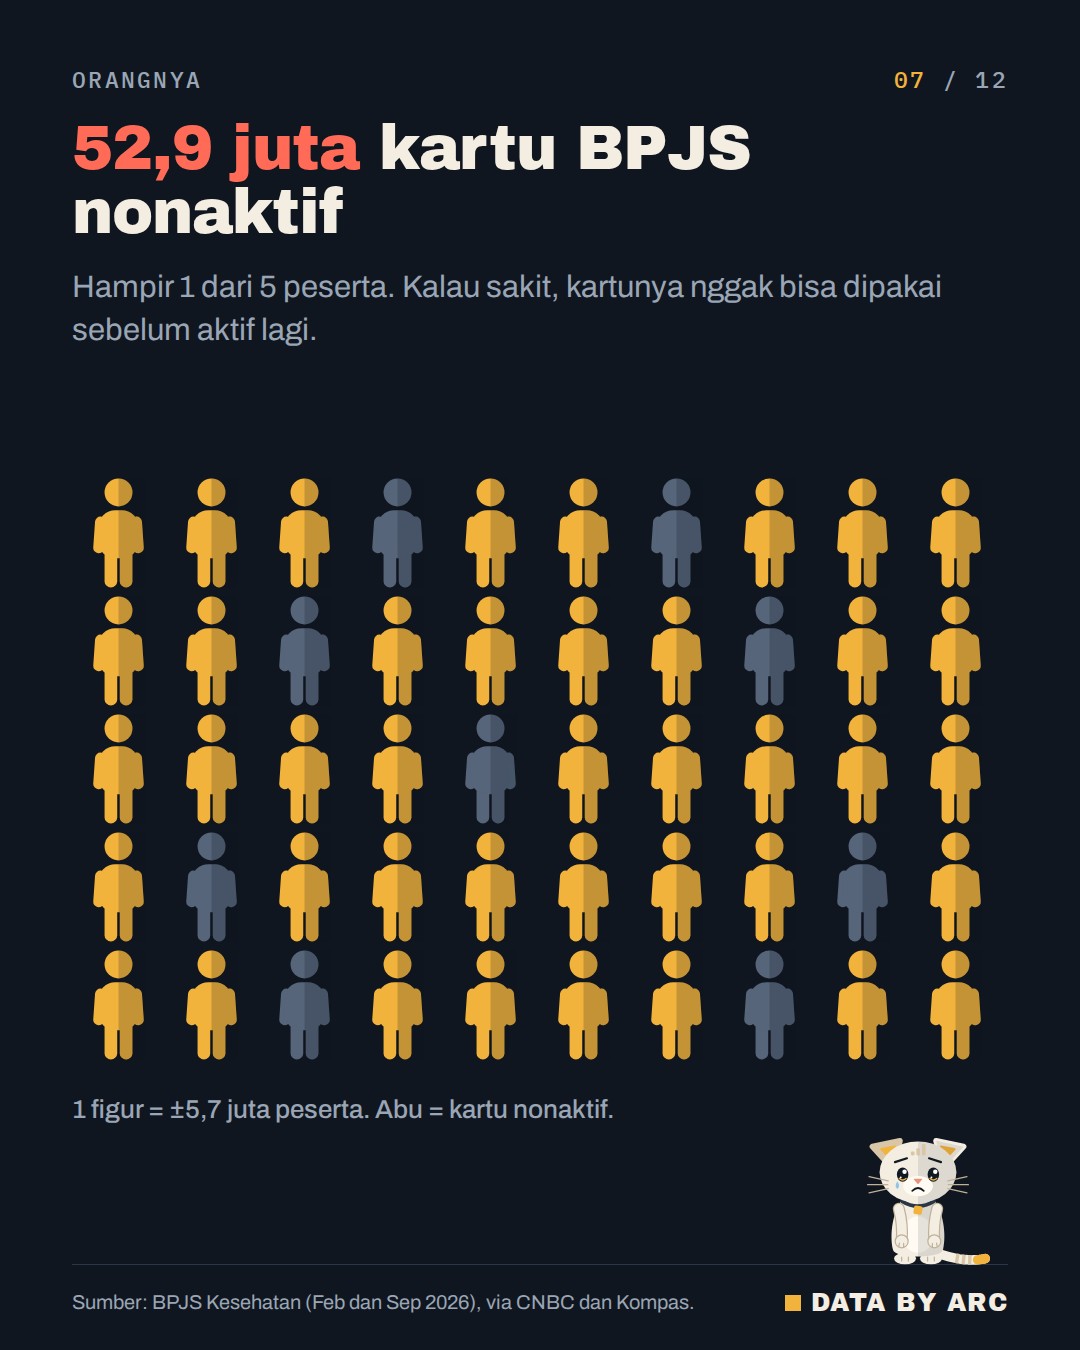 ORANGNYA
07 / 12
52,9 juta kartu BPJS
nonaktif
Hampir 1 dari 5 peserta. Kalau sakit, kartunya nggak bisa dipakai
sebelum aktif lagi.
1 figur = ±5,7 juta peserta. Abu = kartu nonaktif.
Sumber: BPJS Kesehatan (Feb dan Sep 2026), via CNBC dan Kompas.
DATA BY ARC